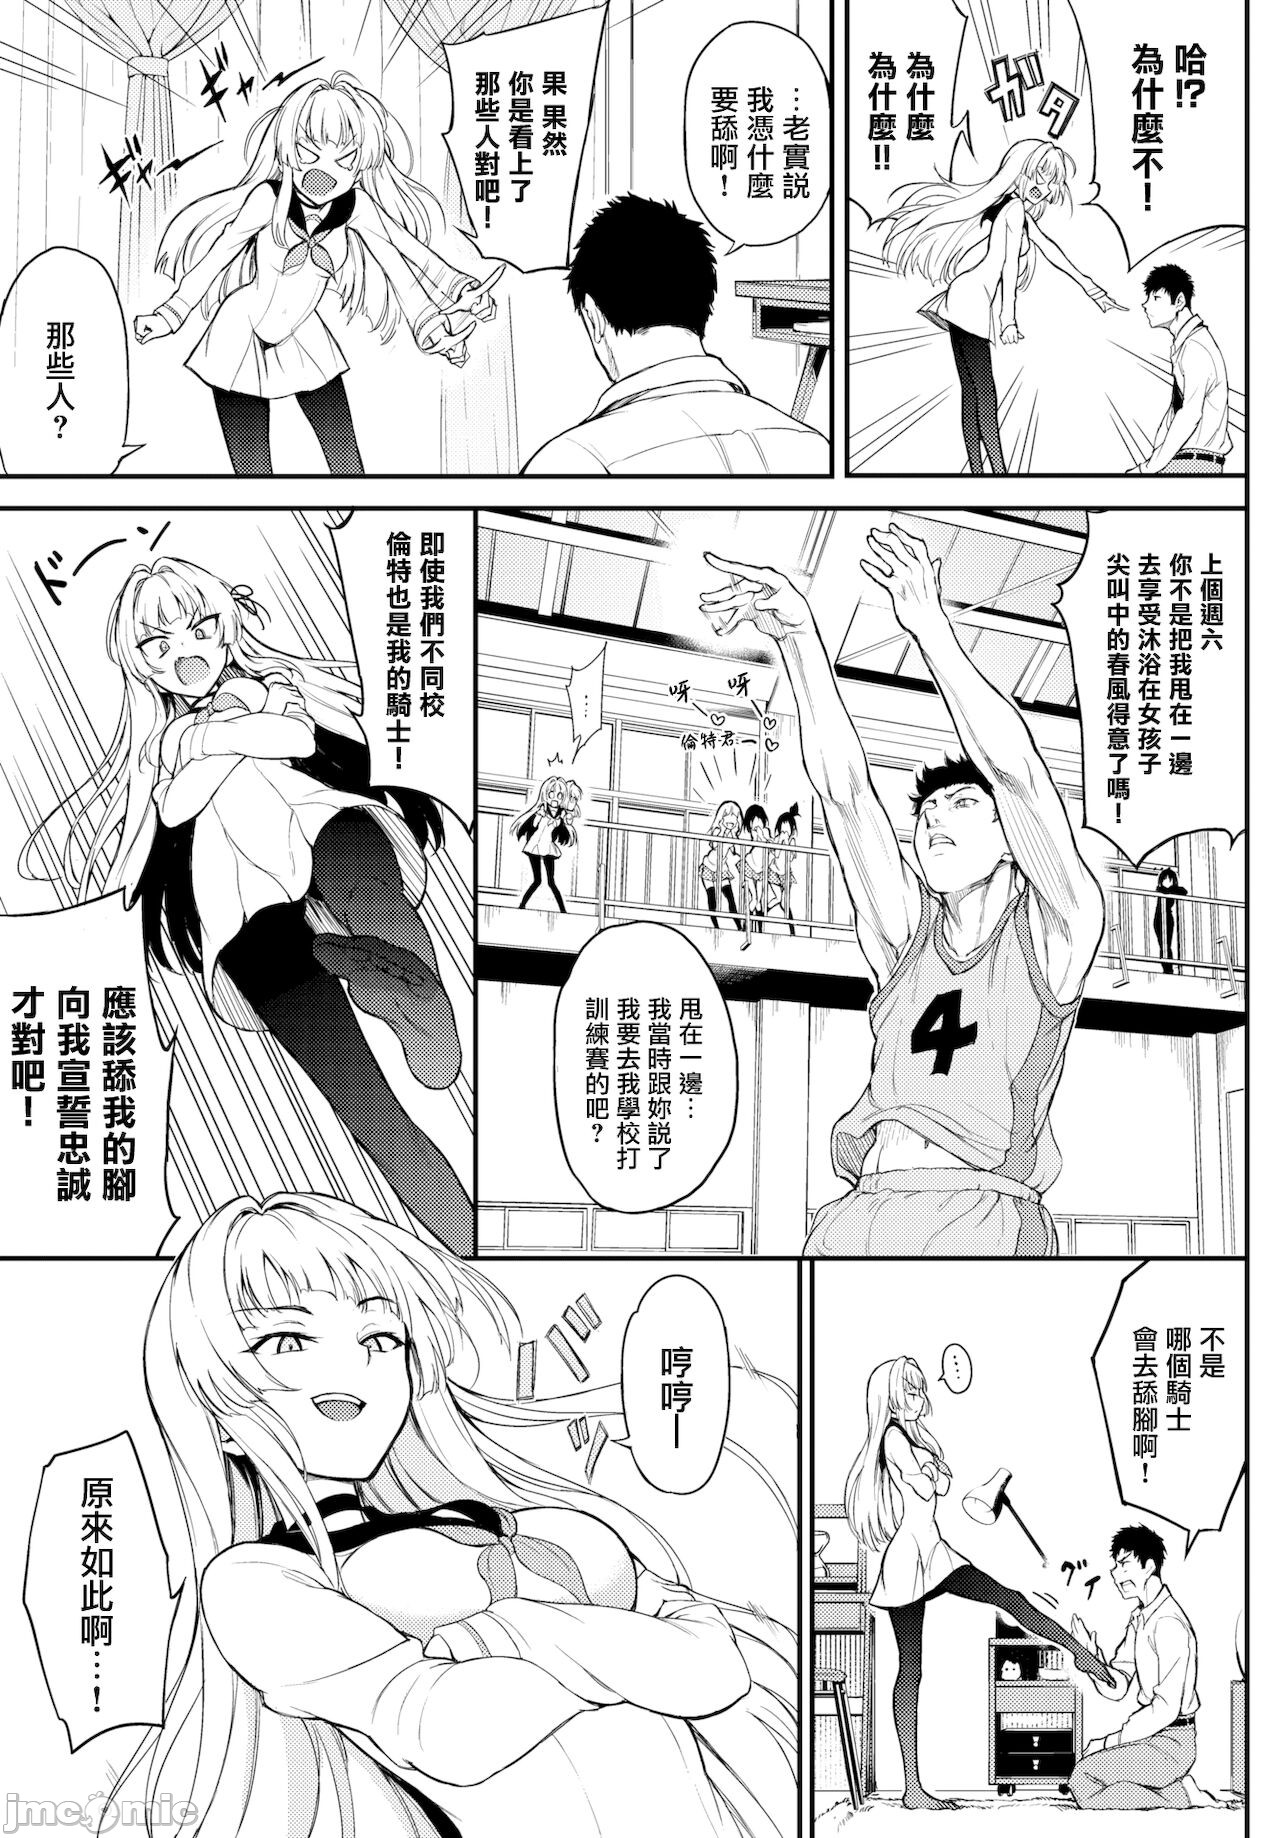 哈!?
為什麼不！
ガタ
為什麼
為什麼!!
…老實說
我憑什麼
要舔啊！
果 果然
你是看上了
那些人對吧！
那些人？
上個週六
你不是把我甩在一邊
去享受沐浴在女孩子
尖叫中的春風得意了嗎！
呀
呀
倫特君—
…
甩在一邊…
我當時跟妳說了
我要去我學校打
訓練賽的吧？
即使我們不同校
倫特也是我的騎士！
ドーン
應該舔我的腳
向我宣誓忠誠
才對吧！
不是
哪個騎士
會去舔腳啊！
…
グイ
哼哼—
原來如此啊……！
4
jmcomic